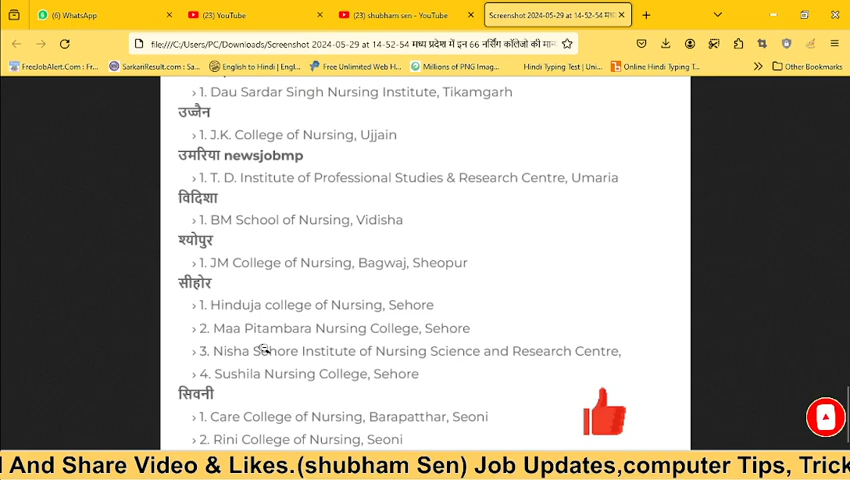 (6) WhatsApp
(23) YouTube
(23) shubham sen - YouTube
Screenshot 2024-05-29 at 14-52-54
file:///C:/Users/PC/Downloads/Screenshot 2024-05-29 at 14-52-54 मध्य प्रदेश में इन 66 नर्सिंग कॉलेजो की मान
FreeJobAlert.Com : Fr...
SarkariResult.com : Sa...
English to Hindi | Engl...
Free Unlimited Web H...
Millions of PNG Imag...
Hindi Typing Test | Uni...
Online Hindi Typing T...
Other Bookmarks
› 1. Dau Sardar Singh Nursing Institute, Tikamgarh
उज्जैन
› 1. J.K. College of Nursing, Ujjain
उमरिया newsjobmp
› 1. T. D. Institute of Professional Studies & Research Centre, Umaria
विदिशा
› 1. BM School of Nursing, Vidisha
श्योपुर
› 1. JM College of Nursing, Bagwaj, Sheopur
सीहोर
› 1. Hinduja college of Nursing, Sehore
› 2. Maa Pitambara Nursing College, Sehore
› 3. Nisha Sehore Institute of Nursing Science and Research Centre,
› 4. Sushila Nursing College, Sehore
सिवनी
› 1. Care College of Nursing, Barapatthar, Seoni
› 2. Rini College of Nursing, Seoni
And Share Video & Likes.(shubham Sen) Job Updates,computer Tips, Trick